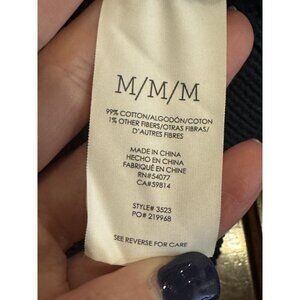 M/M/M
99% COTTON/ALGODÓN/COTON
1% OTHER FIBERS/OTRAS FIBRAS/
D'AUTRES FIBRES
MADE IN CHINA
HECHO EN CHINA
FABRIQUÉ EN CHINE
RN#54077
CA#59814
STYLE# 3523
PO# 219968
SEE REVERSE FOR CARE